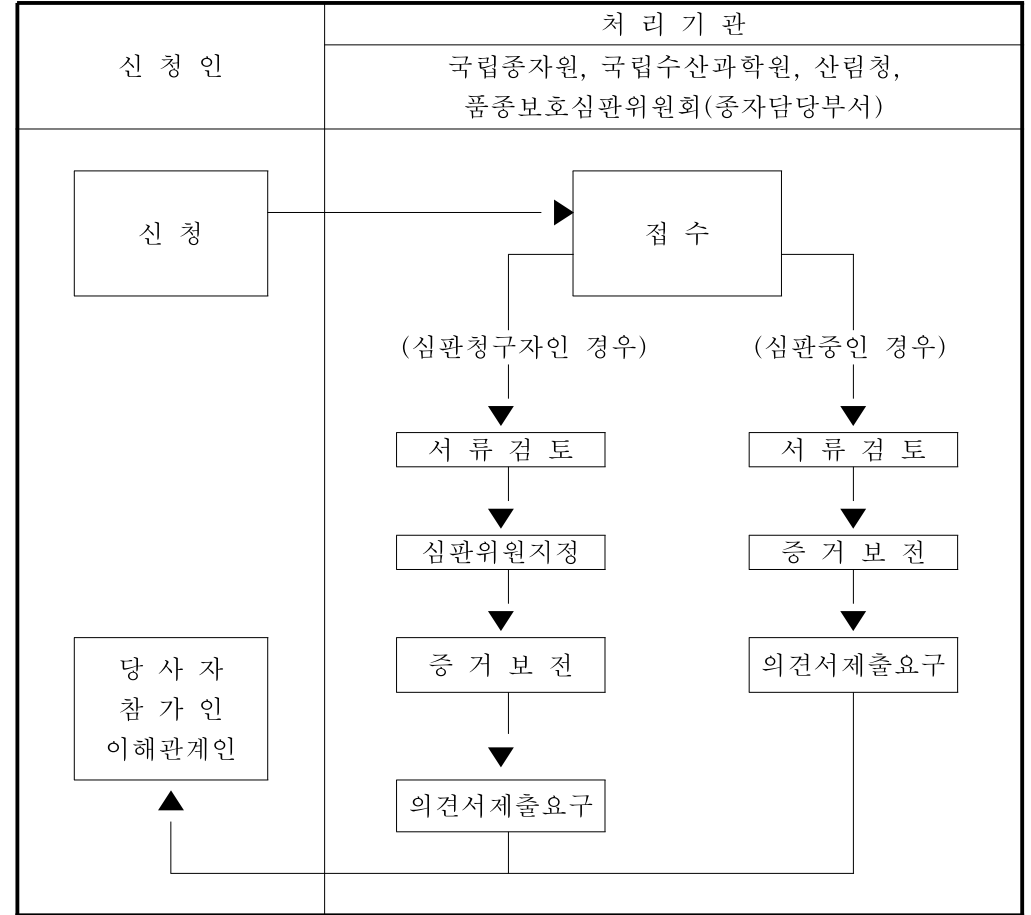 신 청 인
처 리 기 관
국립종자원, 국립수산과학원, 산림청,
품종보호심판위원회(종자담당부서)
신 청
접 수
(심판청구자인 경우)
(심판중인 경우)
서 류 검 토
서 류 검 토
심판위원지정
증 거 보 전
당 사 자
참 가 인
이해관계인
증 거 보 전
의견서제출요구
의견서제출요구